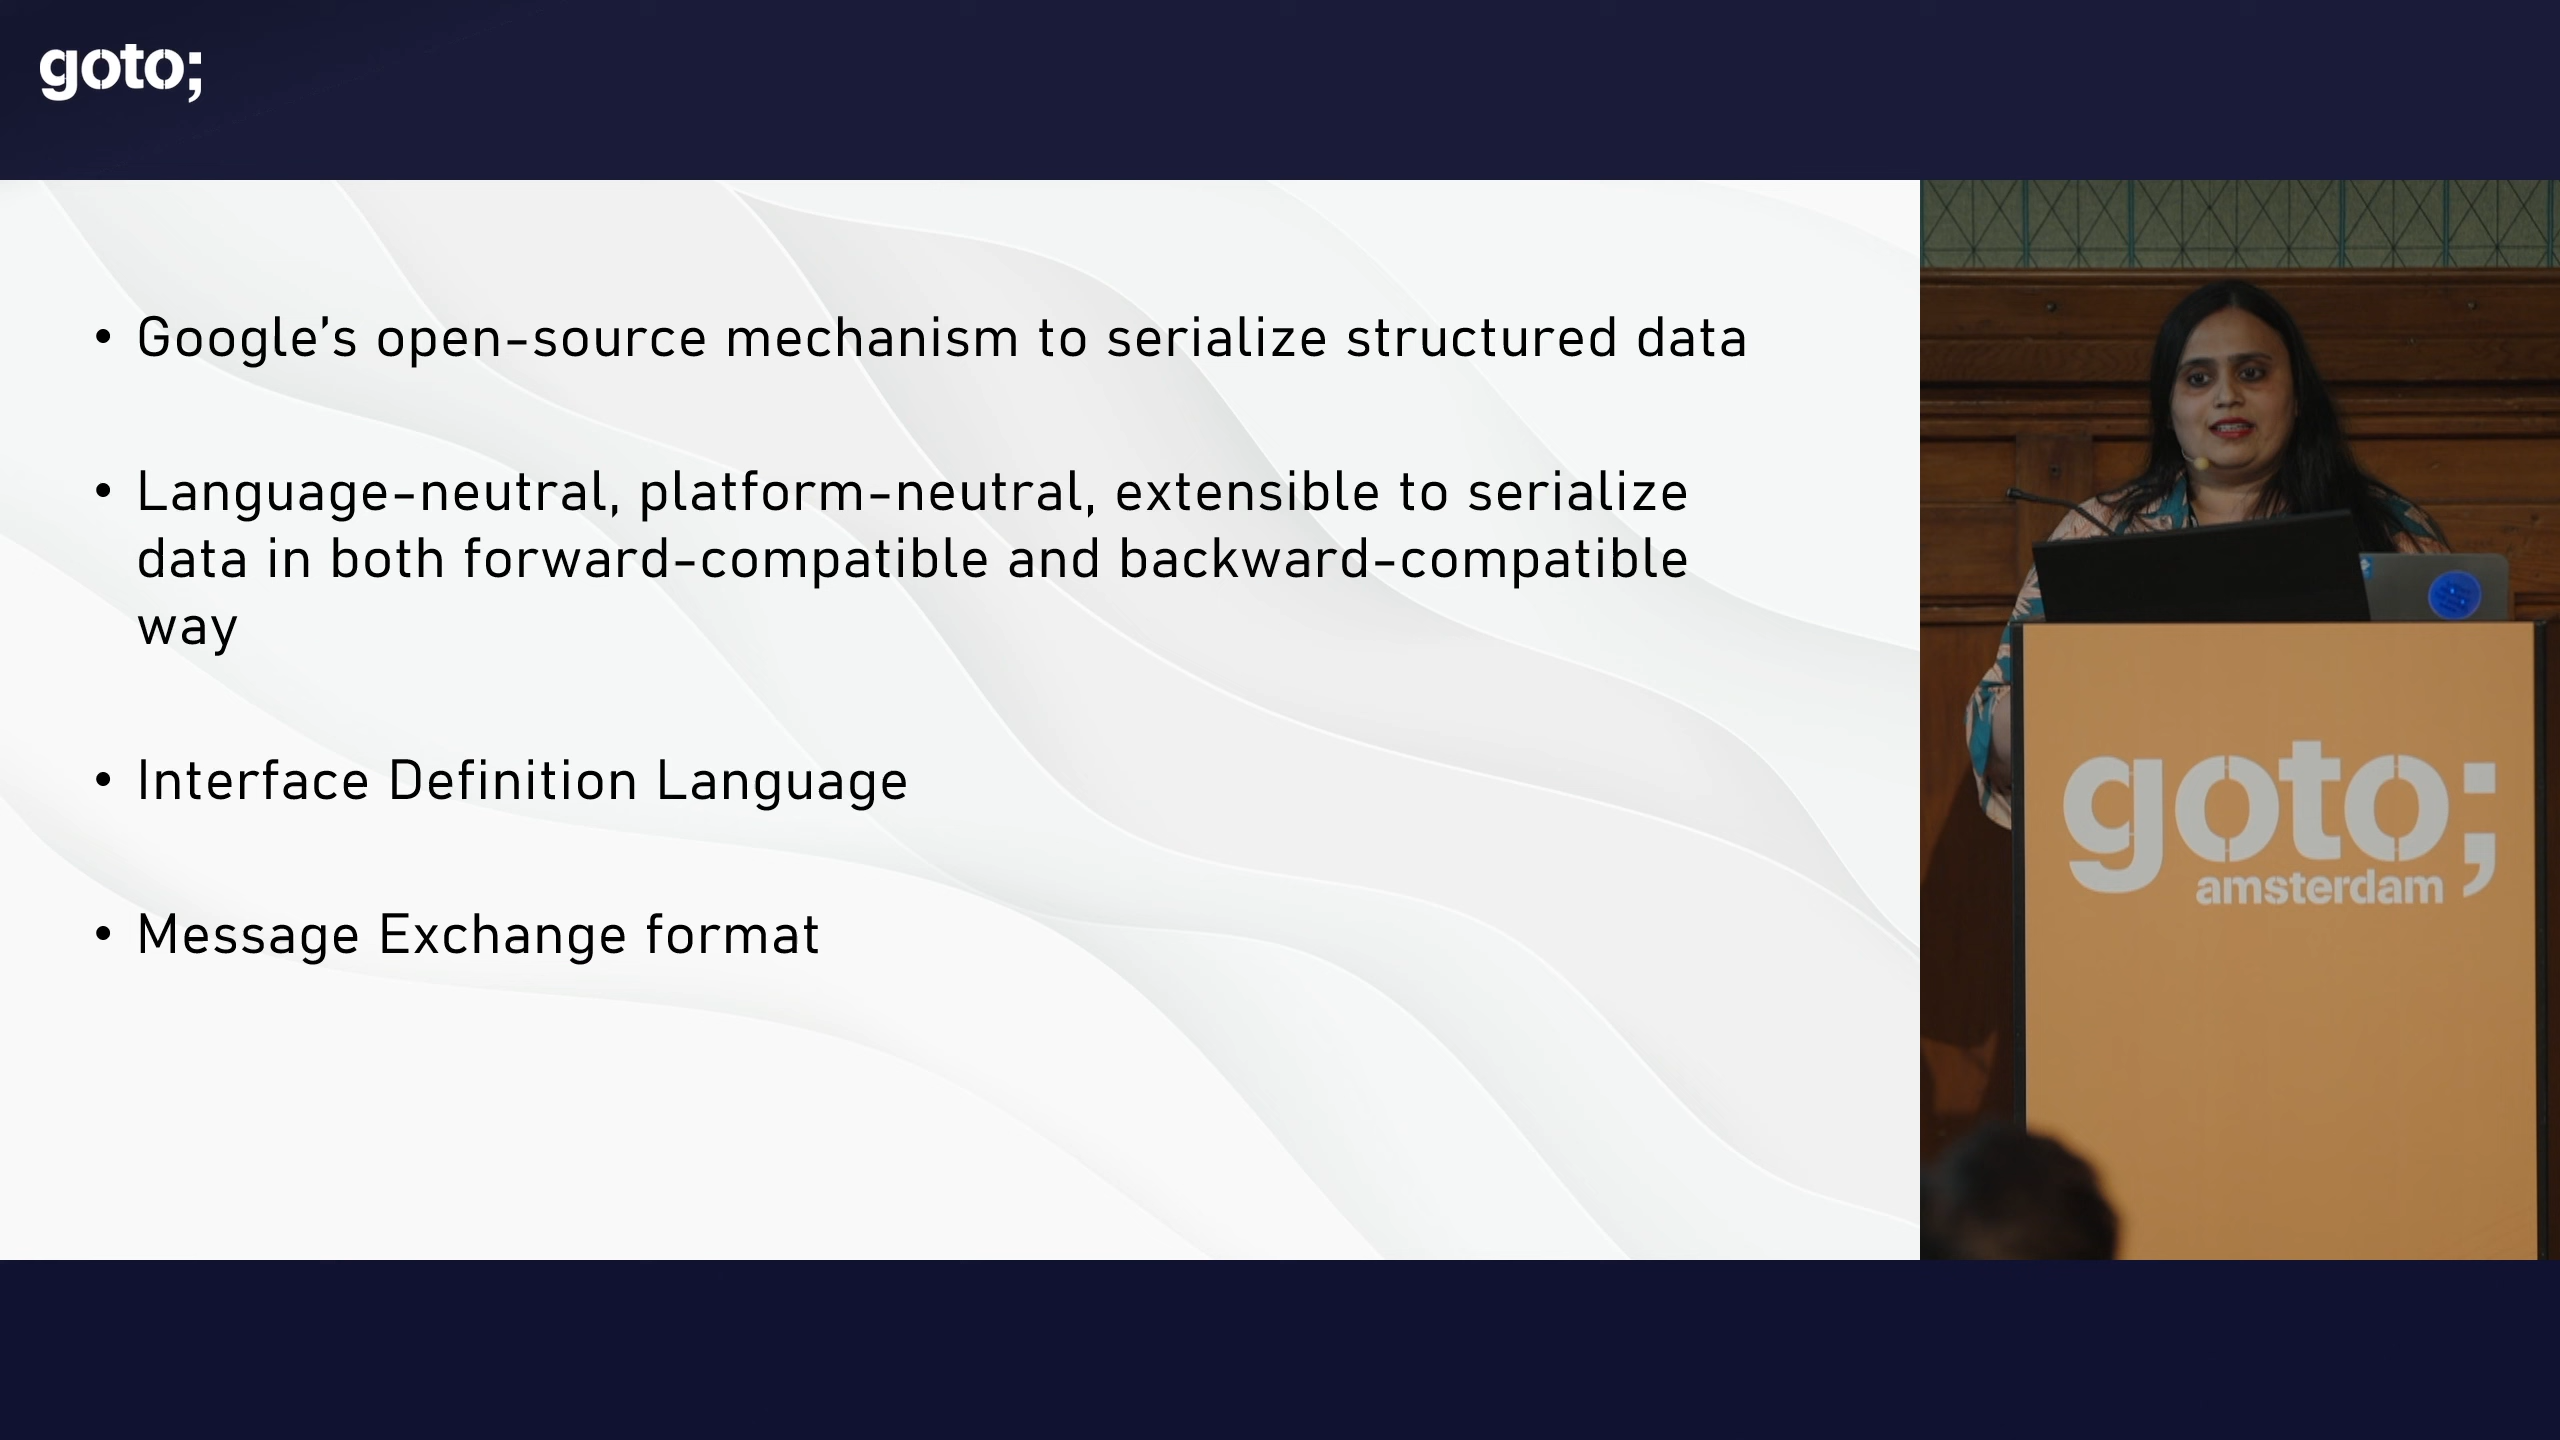 goto;
• Google’s open-source mechanism to serialize structured data
• Language-neutral, platform-neutral, extensible to serialize
data in both forward-compatible and backward-compatible
way
• Interface Definition Language
• Message Exchange format
goto;
amsterdam